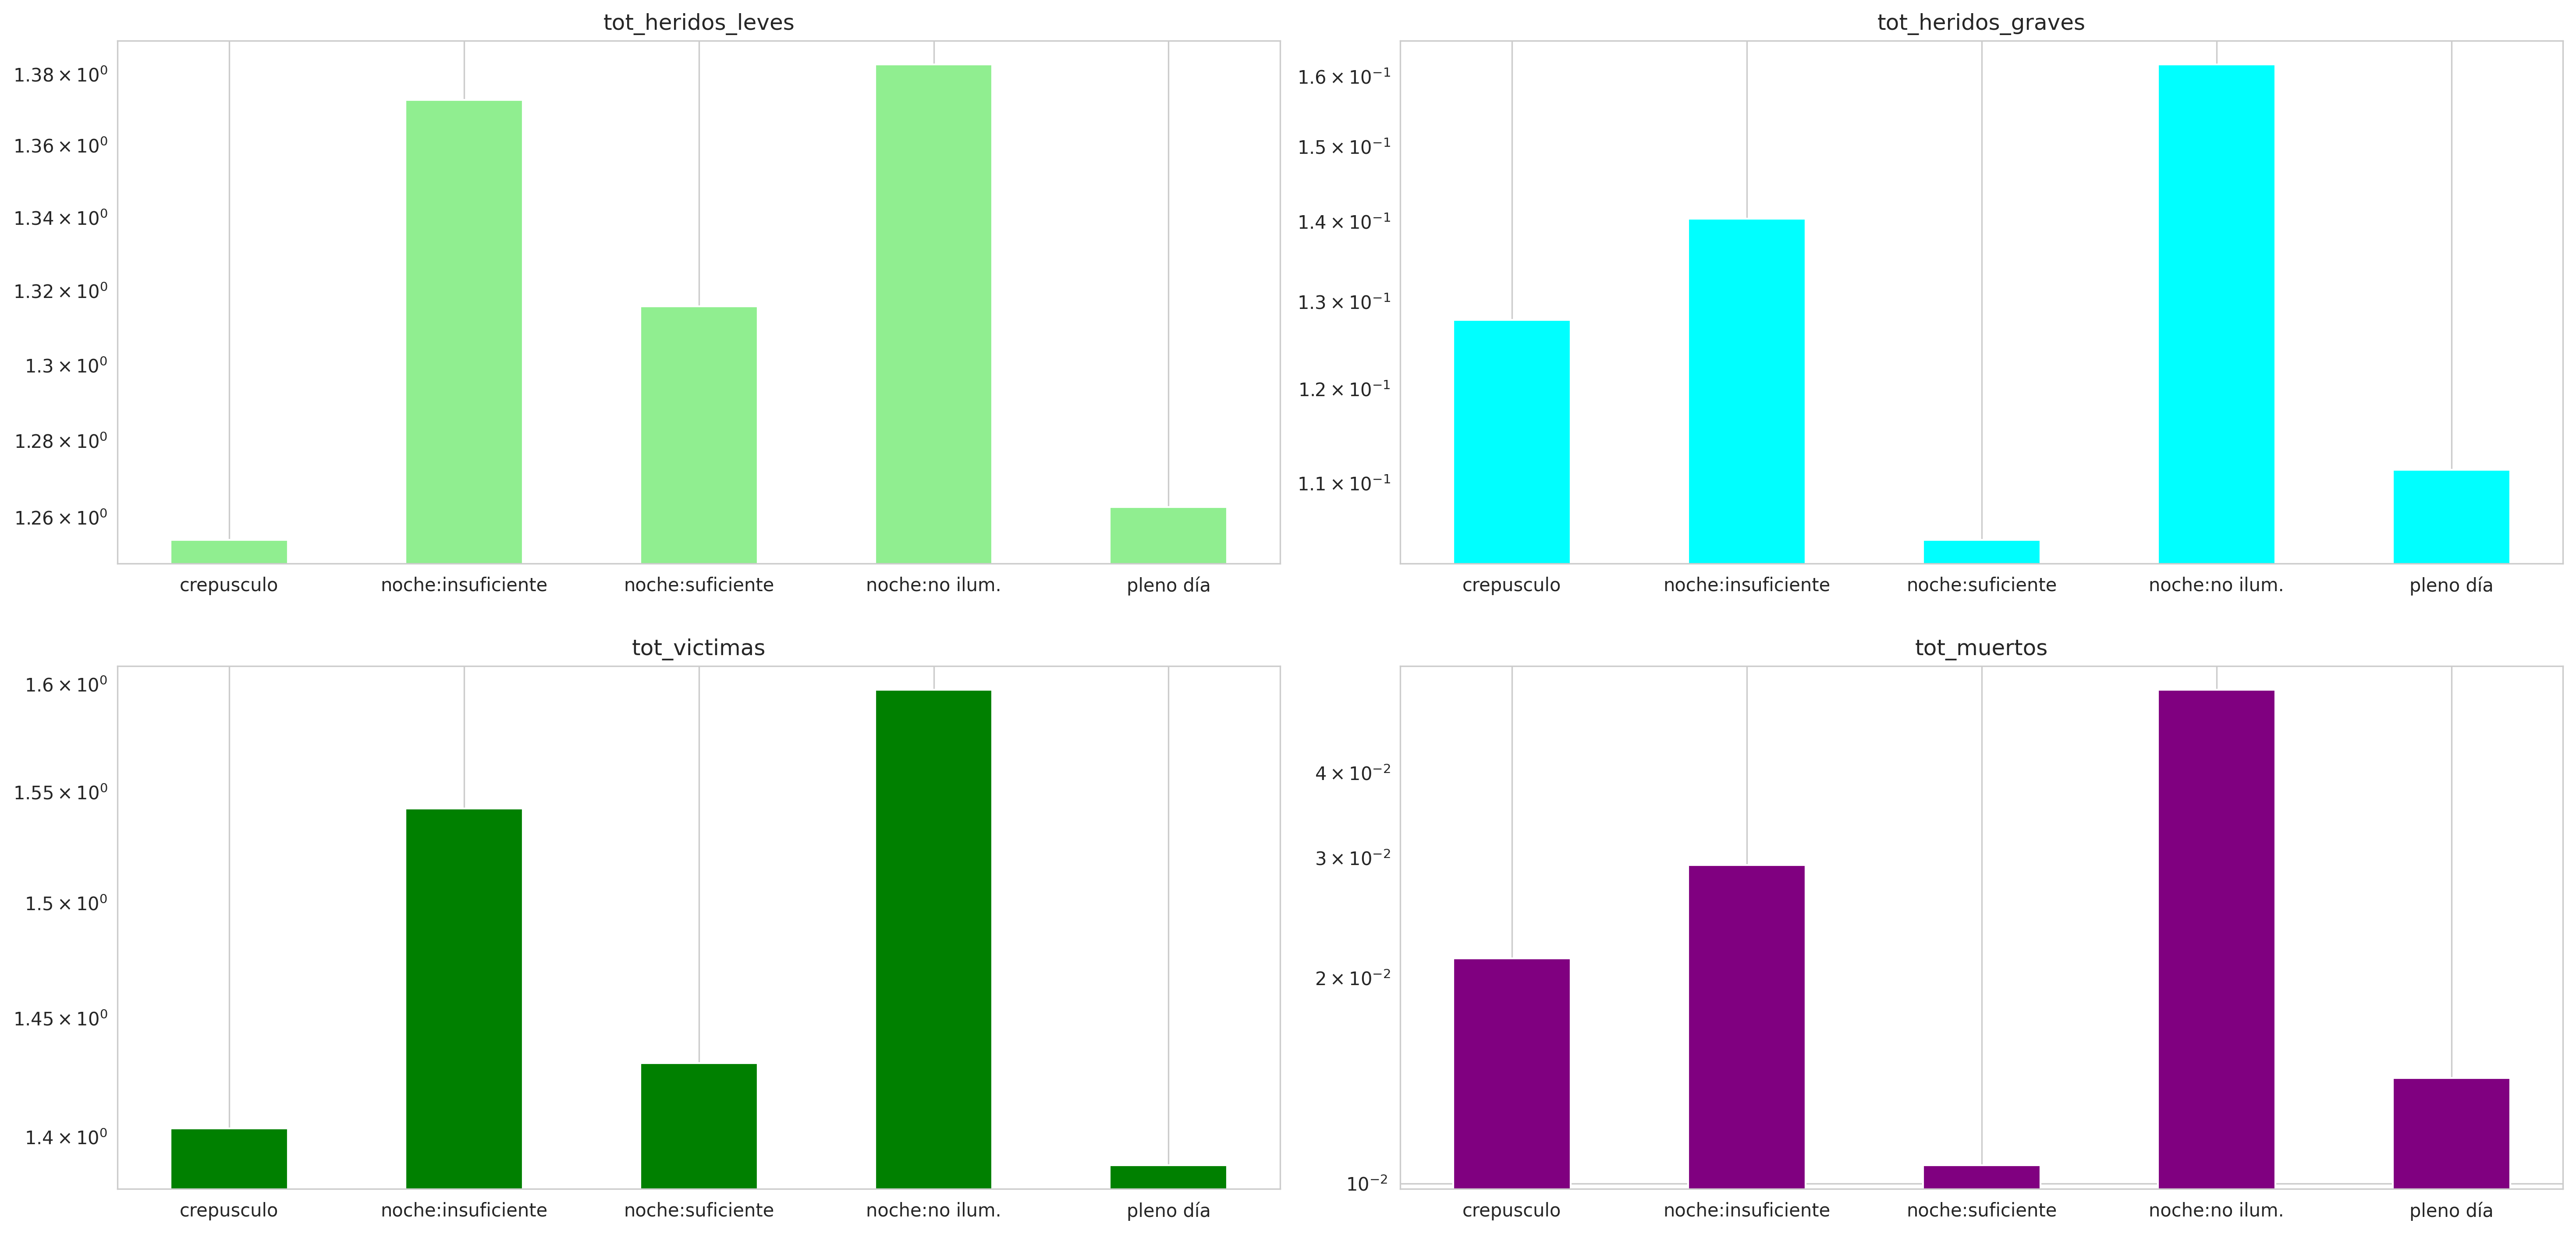 tot_heridos_leves
1.38 × 10⁰
1.36 × 10⁰
1.34 × 10⁰
1.32 × 10⁰
1.3 × 10⁰
1.28 × 10⁰
1.26 × 10⁰
crepusculo noche:insuficiente noche:suficiente noche:no ilum. pleno día
tot_heridos_graves
1.6 × 10⁻¹
1.5 × 10⁻¹
1.4 × 10⁻¹
1.3 × 10⁻¹
1.2 × 10⁻¹
1.1 × 10⁻¹
crepusculo noche:insuficiente noche:suficiente noche:no ilum. pleno día
tot_victimas
1.6 × 10⁰
1.55 × 10⁰
1.5 × 10⁰
1.45 × 10⁰
1.4 × 10⁰
crepusculo noche:insuficiente noche:suficiente noche:no ilum. pleno día
tot_muertos
4 × 10⁻²
3 × 10⁻²
2 × 10⁻²
10⁻²
crepusculo noche:insuficiente noche:suficiente noche:no ilum. pleno día